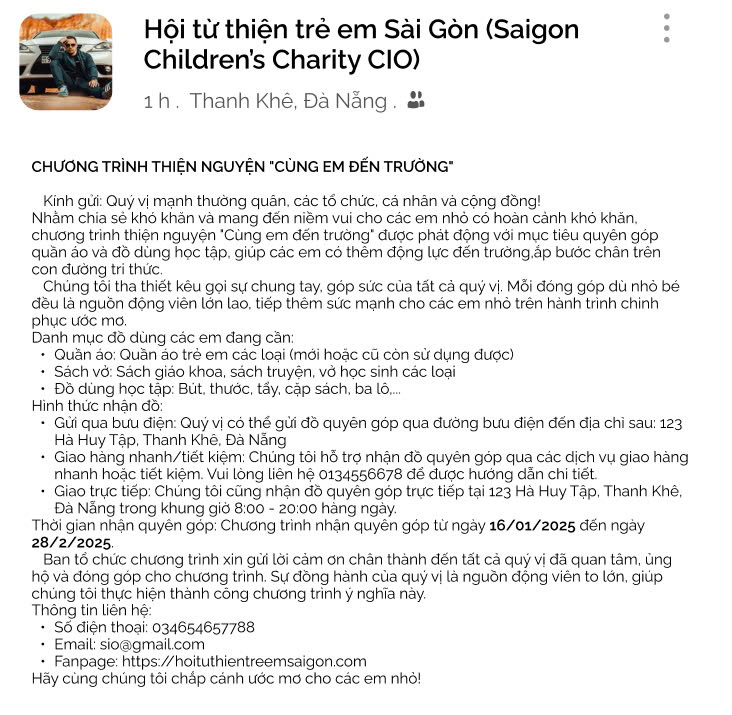 Hội từ thiện trẻ em Sài Gòn (Saigon
Children's Charity CIO)
1 h . Thanh Khê, Đà Nẵng .
CHƯƠNG TRÌNH THIỆN NGUYỆN "CÙNG EM ĐẾN TRƯỜNG"
Kính gửi: Quý vị mạnh thường quân, các tổ chức, cá nhân và cộng đồng!
Nhằm chia sẻ khó khăn và mang đến niềm vui cho các em nhỏ có hoàn cảnh khó khăn,
chương trình thiện nguyện "Cùng em đến trường" được phát động với mục tiêu quyên góp
quần áo và đồ dùng học tập, giúp các em có thêm động lực đến trường,ấp bước chân trên
con đường tri thức.
Chúng tôi tha thiết kêu gọi sự chung tay, góp sức của tất cả quý vị. Mỗi đóng góp dù nhỏ bé
đều là nguồn động viên lớn lao, tiếp thêm sức mạnh cho các em nhỏ trên hành trình chinh
phục ước mơ.
Danh mục đồ dùng các em đang cần:
• Quần áo: Quần áo trẻ em các loại (mới hoặc cũ còn sử dụng được)
• Sách vở: Sách giáo khoa, sách truyện, vở học sinh các loại
• Đồ dùng học tập: Bút, thước, tẩy, cặp sách, ba lô,...
Hình thức nhận đồ:
• Gửi qua bưu điện: Quý vị có thể gửi đồ quyên góp qua đường bưu điện đến địa chỉ sau: 123
Hà Huy Tập, Thanh Khê, Đà Nẵng
• Giao hàng nhanh/tiết kiệm: Chúng tôi hỗ trợ nhận đồ quyên góp qua các dịch vụ giao hàng
nhanh hoặc tiết kiệm. Vui lòng liên hệ 0134556678 để được hướng dẫn chi tiết.
• Giao trực tiếp: Chúng tôi cũng nhận đồ quyên góp trực tiếp tại 123 Hà Huy Tập, Thanh Khê,
Đà Nẵng trong khung giờ 8:00 - 20:00 hàng ngày.
Thời gian nhận quyên góp: Chương trình nhận quyên góp từ ngày 16/01/2025 đến ngày
28/2/2025.
Ban tổ chức chương trình xin gửi lời cảm ơn chân thành đến tất cả quý vị đã quan tâm, ủng
hộ và đóng góp cho chương trình. Sự đồng hành của quý vị là nguồn động viên to lớn, giúp
chúng tôi thực hiện thành công chương trình ý nghĩa này.
Thông tin liên hệ:
• Số điện thoại: 034654657788
• Email: sio@gmail.com
• Fanpage: https://hoituthientreemsaigon.com
Hãy cùng chúng tôi chắp cánh ước mơ cho các em nhỏ!